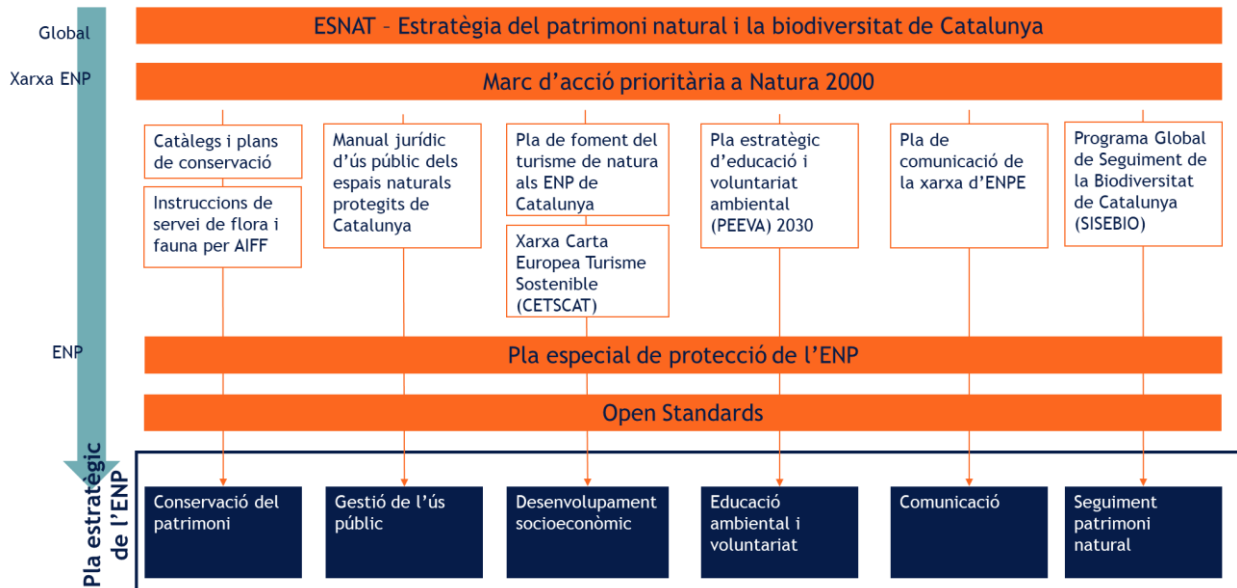 Global
ESNAT – Estratègia del patrimoni natural i la biodiversitat de Catalunya
Xarxa ENP
Marc d’acció prioritària a Natura 2000
Catàlegs i plans
de conservació
Instruccions de
servei de flora i
fauna per AIFF
Manual jurídic
d’ús públic dels
espais naturals
protegits de
Catalunya
Pla de foment del
turisme de natura
als ENP de
Catalunya
Xarxa Carta
Europea Turisme
Sostenible
(CETSCAT)
Pla estratègic
d’educació i
voluntariat
ambiental
(PEEVA) 2030
Pla de
comunicació de
la xarxa d’ENPE
Programa Global
de Seguiment de
la Biodiversitat
de Catalunya
(SISEBIO)
ENP
Pla especial de protecció de l’ENP
Open Standards
Pla estratègic
de l’ENP
Conservació del
patrimoni
Gestió de l’ús
públic
Desenvolupament
socioeconòmic
Educació
ambiental i
voluntariat
Comunicació
Seguiment
patrimoni
natural